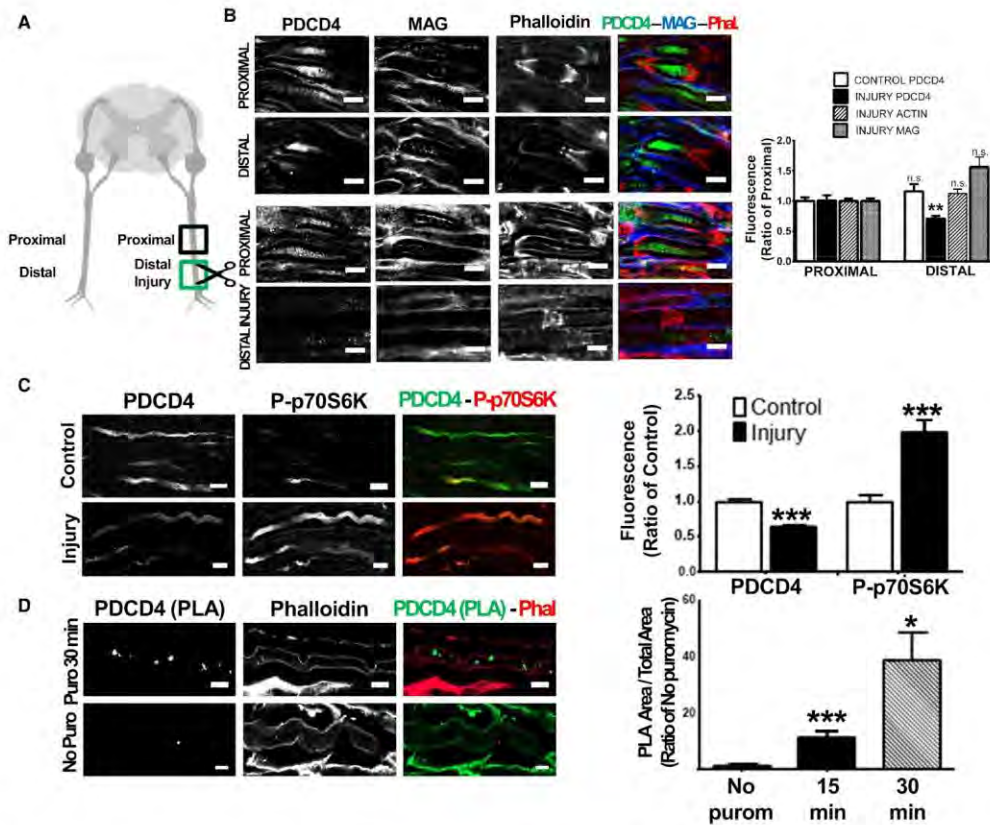 A
Proximal
Distal
Proximal
Distal
Injury
B
PDCD4
MAG
Phalloidin
PDCD4–MAG–Phal.
PROXIMAL
DISTAL
PROXIMAL
DISTAL INJURY
CONTROL PDCD4
INJURY PDCD4
INJURY ACTIN
INJURY MAG
Fluorescence
(Ratio of Proximal)
2.0
1.5
1.0
0.5
0.0
n.s.
**
n.s.
n.s.
PROXIMAL
DISTAL
C
PDCD4
P-p70S6K
PDCD4 - P-p70S6K
Control
Injury
Fluorescence
(Ratio of Control)
2.5
2.0
1.5
1.0
0.5
0.0
Control
Injury
***
***
PDCD4
P-p70S6K
D
PDCD4 (PLA)
Phalloidin
PDCD4 (PLA) - Phal
Puro 30 min
No Puro
PLA Area / Total Area
(Ratio of No puromycin)
60
40
20
***
*
No
purom
15
min
30
min